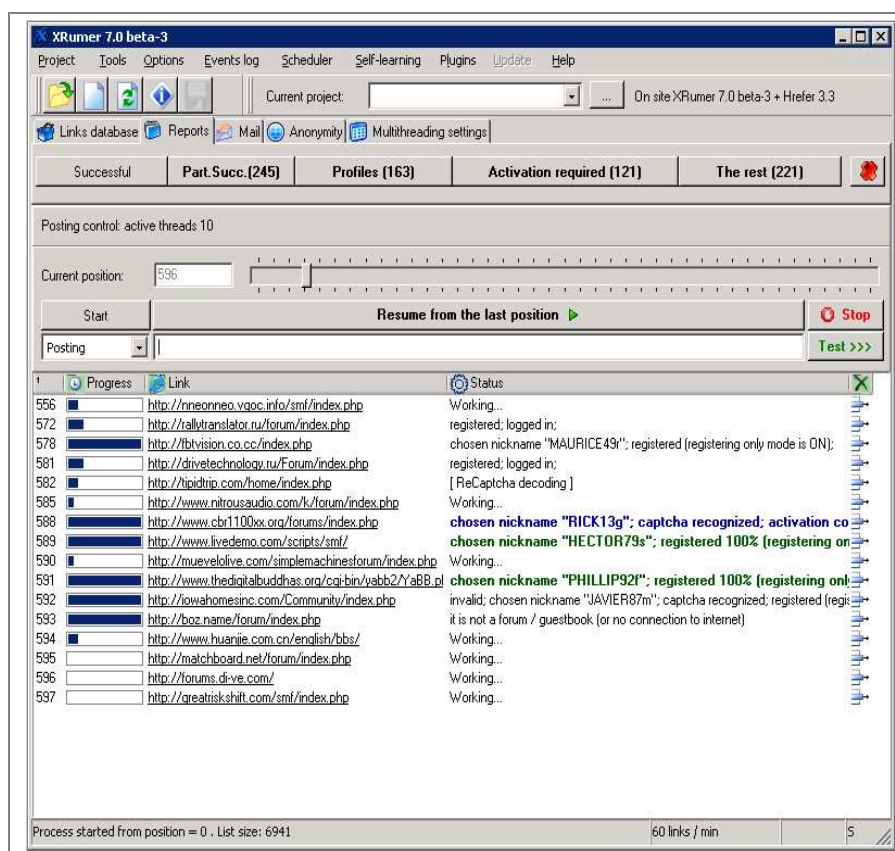 XRumer 7.0 beta-3
Project Tools Options Events log Scheduler Self-learning Plugins Update Help
Current project: ... On site XRumer 7.0 beta-3 + Hrefer 3.3
Links database Reports Mail Anonymity Multithreading settings
Successful Part.Succ.(245) Profiles (163) Activation required (121) The rest (221)
Posting control: active threads 10
Current position: 596
Start Resume from the last position Stop
Posting Test >>>
Progress Link Status
556 http://nneonneo.vgoc.info/smf/index.php Working...
572 http://rallytranslator.ru/forum/index.php registered; logged in;
578 http://fbtvision.co.cc/index.php chosen nickname "MAURICE49r"; registered (registering only mode is ON);
581 http://drivetechnology.ru/Forum/index.php registered; logged in;
582 http://tipidtrip.com/home/index.php [ ReCaptcha decoding ]
585 http://www.nitrousaudio.com/k/forum/index.php Working...
588 http://www.cbr1100xx.org/forums/index.php chosen nickname "RICK13g"; captcha recognized; activation co
589 http://www.livedemo.com/scripts/smf/ chosen nickname "HECTOR79s"; registered 100% (registering on
590 http://muevelolive.com/simplemachinesforum/index.php Working...
591 http://www.thedigitalbuddhas.org/cgi-bin/yabb2/YaBB.pl chosen nickname "PHILLIP92f"; registered 100% (registering onl
592 http://iowahomesinc.com/Community/index.php invalid; chosen nickname "JAVIER87m"; captcha recognized; registered (regis
593 http://boz.name/forum/index.php it is not a forum / guestbook (or no connection to internet)
594 http://www.huanjie.com.cn/english/bbs/ Working...
595 http://matchboard.net/forum/index.php Working...
596 http://forums.di-ve.com/ Working...
597 http://greatriskshift.com/smf/index.php Working...
Process started from position = 0 . List size: 6941 60 links / min S